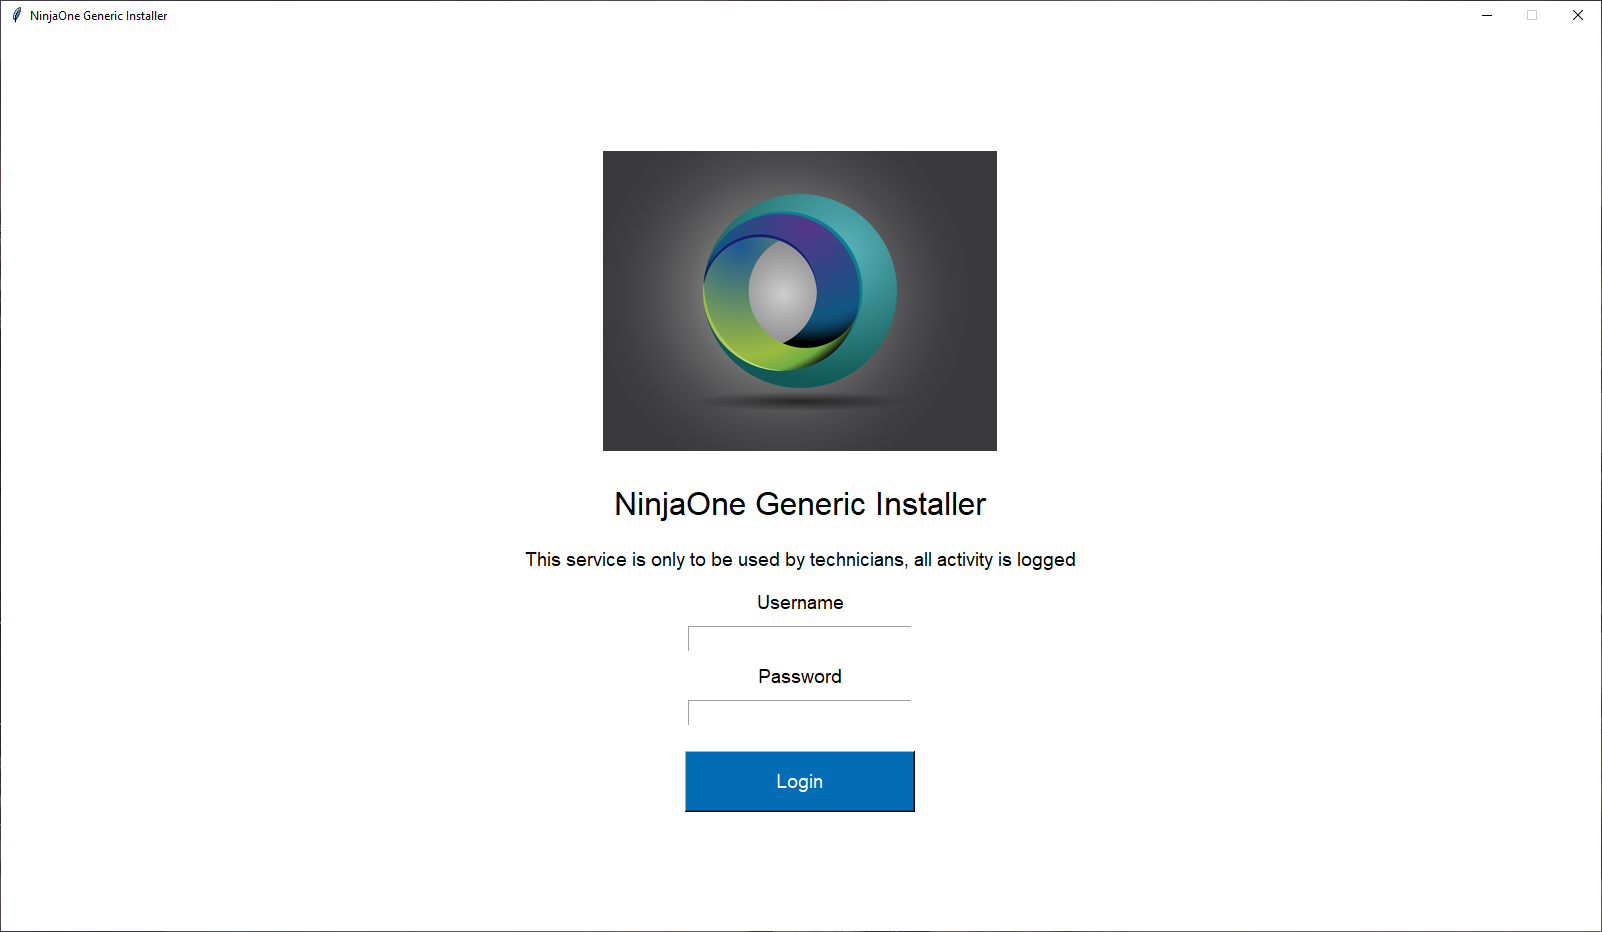 NinjaOne Generic Installer
NinjaOne Generic Installer
This service is only to be used by technicians, all activity is logged
Username
Password
Login